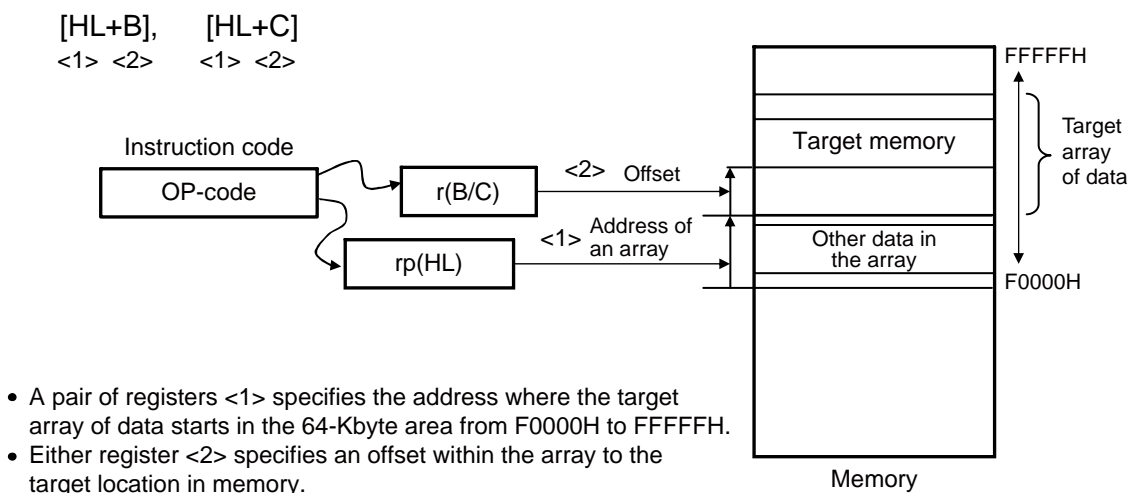 [HL+B], [HL+C]
<1> <2> <1> <2>
FFFFFH
Target
array
of data
Target memory
Instruction code
OP-code
r(B/C)
<2> Offset
<1> Address of
an array
rp(HL)
Other data in
the array
F0000H
• A pair of registers <1> specifies the address where the target
array of data starts in the 64-Kbyte area from F0000H to FFFFFH.
• Either register <2> specifies an offset within the array to the
target location in memory.
Memory